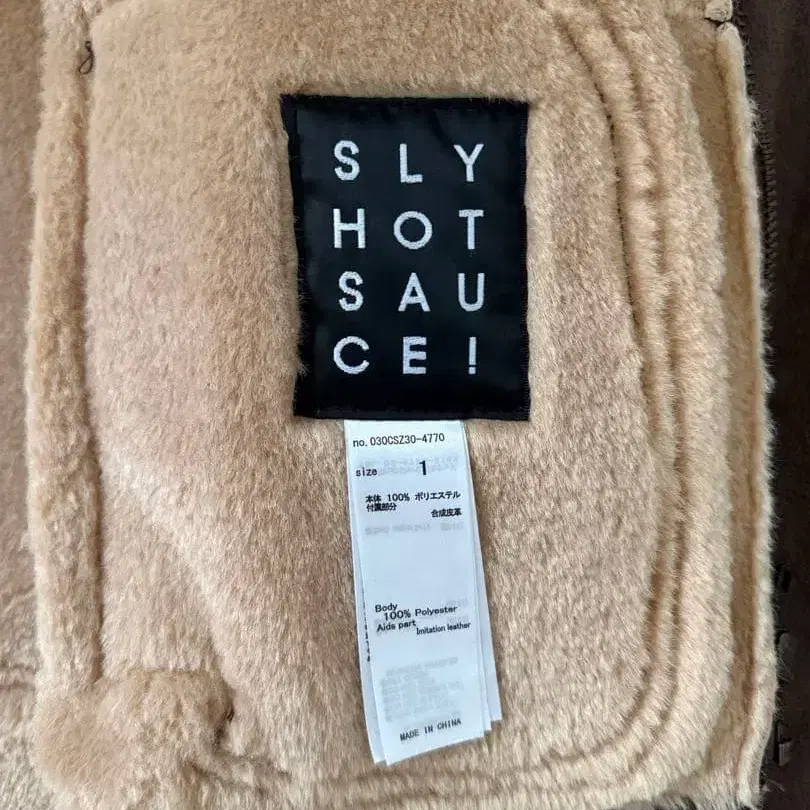 SLY
HOT
SAU
CE!
no. 030CSZ30-4770
size 1
本体 100% ポリエステル
付属部分 合成皮革
Body
100% Polyester
Aids part
Imitation leather
MADE IN CHINA